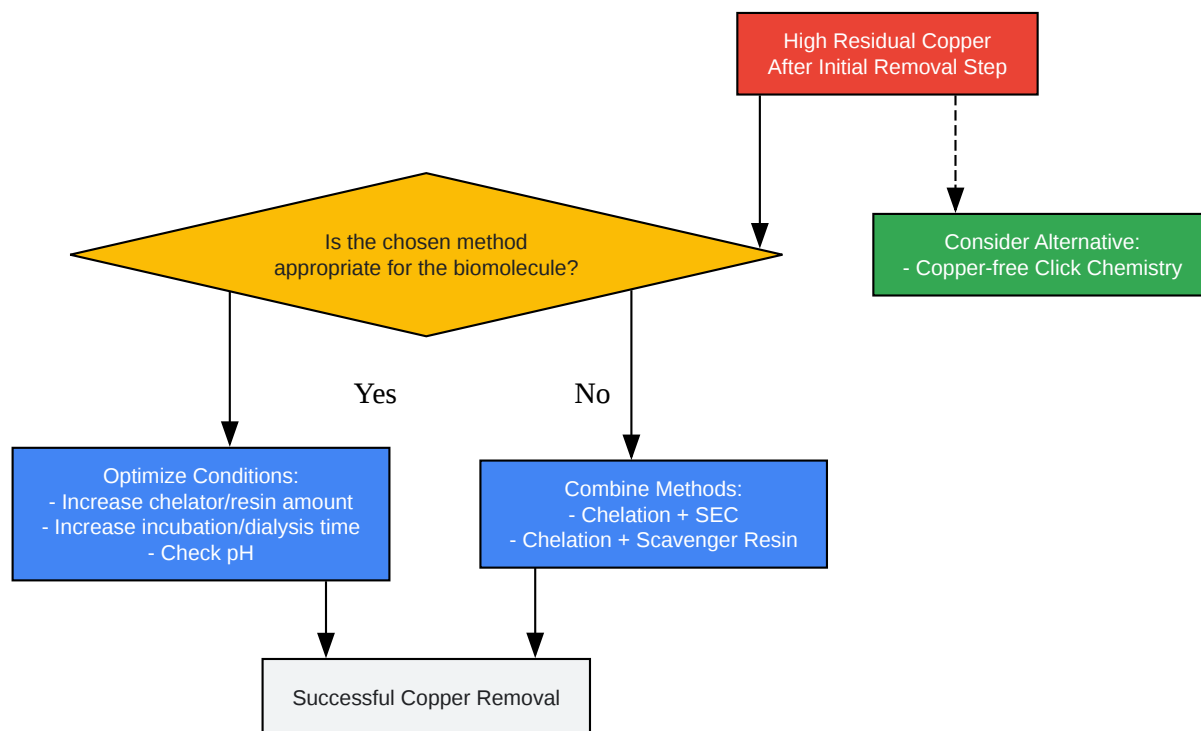 High Residual Copper
After Initial Removal Step
Is the chosen method
appropriate for the biomolecule?
Consider Alternative:
- Copper-free Click Chemistry
Yes
No
Optimize Conditions:
- Increase chelator/resin amount
- Increase incubation/dialysis time
- Check pH
Combine Methods:
- Chelation + SEC
- Chelation + Scavenger Resin
Successful Copper Removal